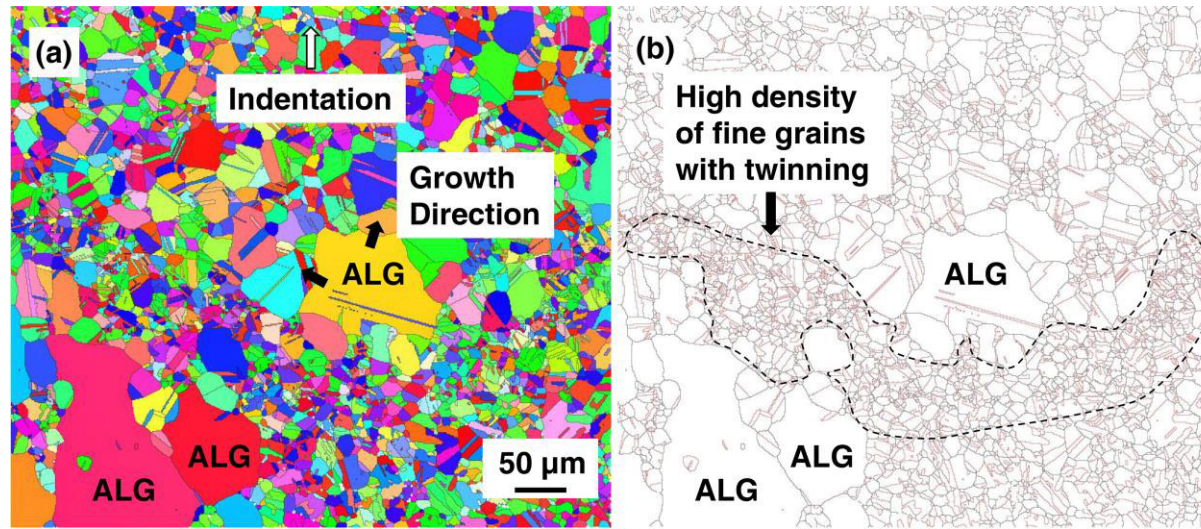 (a)
Indentation
Growth
Direction
ALG
ALG
ALG
50 μm
(b)
High density
of fine grains
with twinning
ALG
ALG
ALG